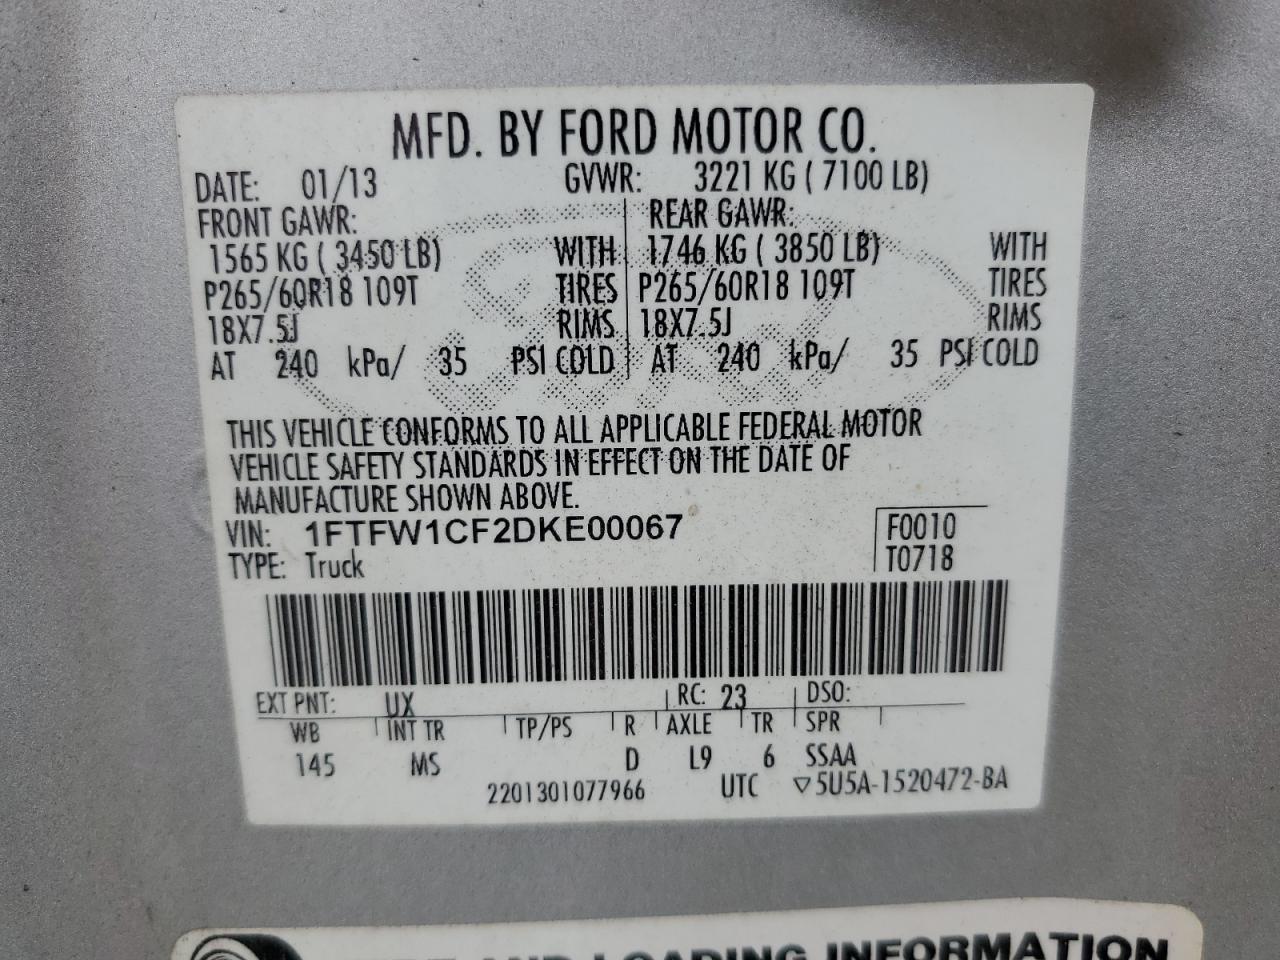 MFD. BY FORD MOTOR CO.
DATE: 01/13 GVWR: 3221 KG ( 7100 LB)
FRONT GAWR: REAR GAWR:
1565 KG ( 3450 LB) WITH 1746 KG ( 3850 LB) WITH
P265/60R18 109T TIRES P265/60R18 109T TIRES
18X7.5J RIMS 18X7.5J RIMS
AT 240 kPa/ 35 PSI COLD AT 240 kPa/ 35 PSI COLD
THIS VEHICLE CONFORMS TO ALL APPLICABLE FEDERAL MOTOR
VEHICLE SAFETY STANDARDS IN EFFECT ON THE DATE OF
MANUFACTURE SHOWN ABOVE.
VIN: 1FTFW1CF2DKE00067 F0010
TYPE: Truck T0718
EXT PNT: UX RC: 23 DSO:
WB INT TR TP/PS R AXLE TR SPR
145 MS D L9 6 SSAA
2201301077966 UTC ▽5U5A-1520472-BA
AND LOADING INFORMATION